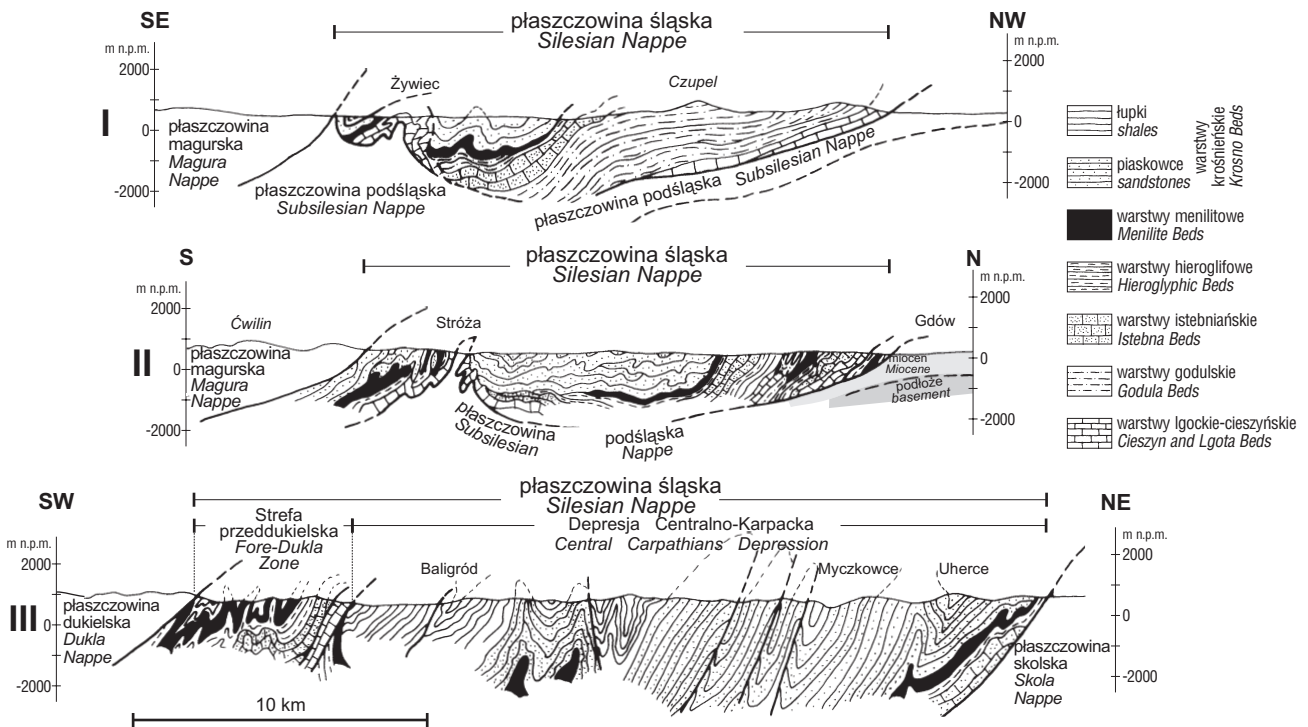 SE
NW
płaszczowina śląska
Silesian Nappe
m n.p.m.
m n.p.m.
2000
0
-2000
2000
0
-2000
Żywiec
Czupel
I
płaszczowina
magurska
Magura
Nappe
płaszczowina podśląska
Subsilesian Nappe
płaszczowina podśląska Subsilesian Nappe
S
N
płaszczowina śląska
Silesian Nappe
m n.p.m.
m n.p.m.
2000
0
-2000
2000
0
-2000
Ćwilin
Stróża
Gdów
II
płaszczowina
magurska
Magura
Nappe
miocen
Miocene
podłoże
basement
płaszczowina
Subsilesian
podśląska
Nappe
SW
NE
płaszczowina śląska
Silesian Nappe
Strefa
przeddukielska
Fore-Dukla
Zone
Depresja Centralno-Karpacka
Central Carpathians Depression
m n.p.m.
m n.p.m.
2000
0
-2000
2000
0
-2000
Baligród
Myczkowce
Uherce
III
płaszczowina
dukielska
Dukla
Nappe
płaszczowina
skolska
Skola
Nappe
10 km
łupki
shales
piaskowce
sandstones
warstwy
krośnieńskie
Krosno Beds
warstwy menilitowe
Menilite Beds
warstwy hieroglifowe
Hieroglyphic Beds
warstwy istebniańskie
Istebna Beds
warstwy godulskie
Godula Beds
warstwy lgockie-cieszyńskie
Cieszyn and Lgota Beds